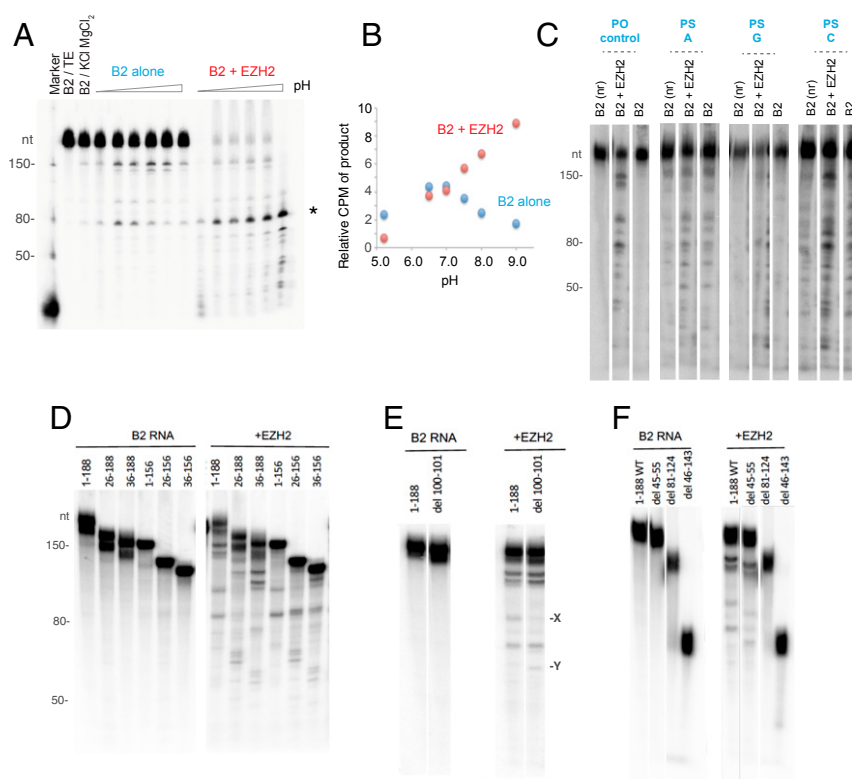 A
Marker
B2 / TE
B2 / KCl MgCl2
B2 alone
B2 + EZH2
pH
nt
150-
80-
50-
*
B
Relative CPM of product
10
8
6
4
2
0
B2 + EZH2
B2 alone
5.0 6.0 7.0 8.0 9.0
pH
C
PO control
PS A
PS G
PS C
B2 (nr)
B2 + EZH2
B2
B2 (nr)
B2 + EZH2
B2
B2 (nr)
B2 + EZH2
B2
B2 (nr)
B2 + EZH2
B2
nt
150-
80-
50-
D
B2 RNA
+EZH2
1-188
26-188
36-188
1-156
26-156
36-156
1-188
26-188
36-188
1-156
26-156
36-156
nt
150-
80-
50-
E
B2 RNA
+EZH2
1-188
del 100-101
1-188
del 100-101
-X
-Y
F
B2 RNA
+EZH2
1-188 WT
del 45-55
del 81-124
del 46-143
1-188 WT
del 45-55
del 81-124
del 46-143